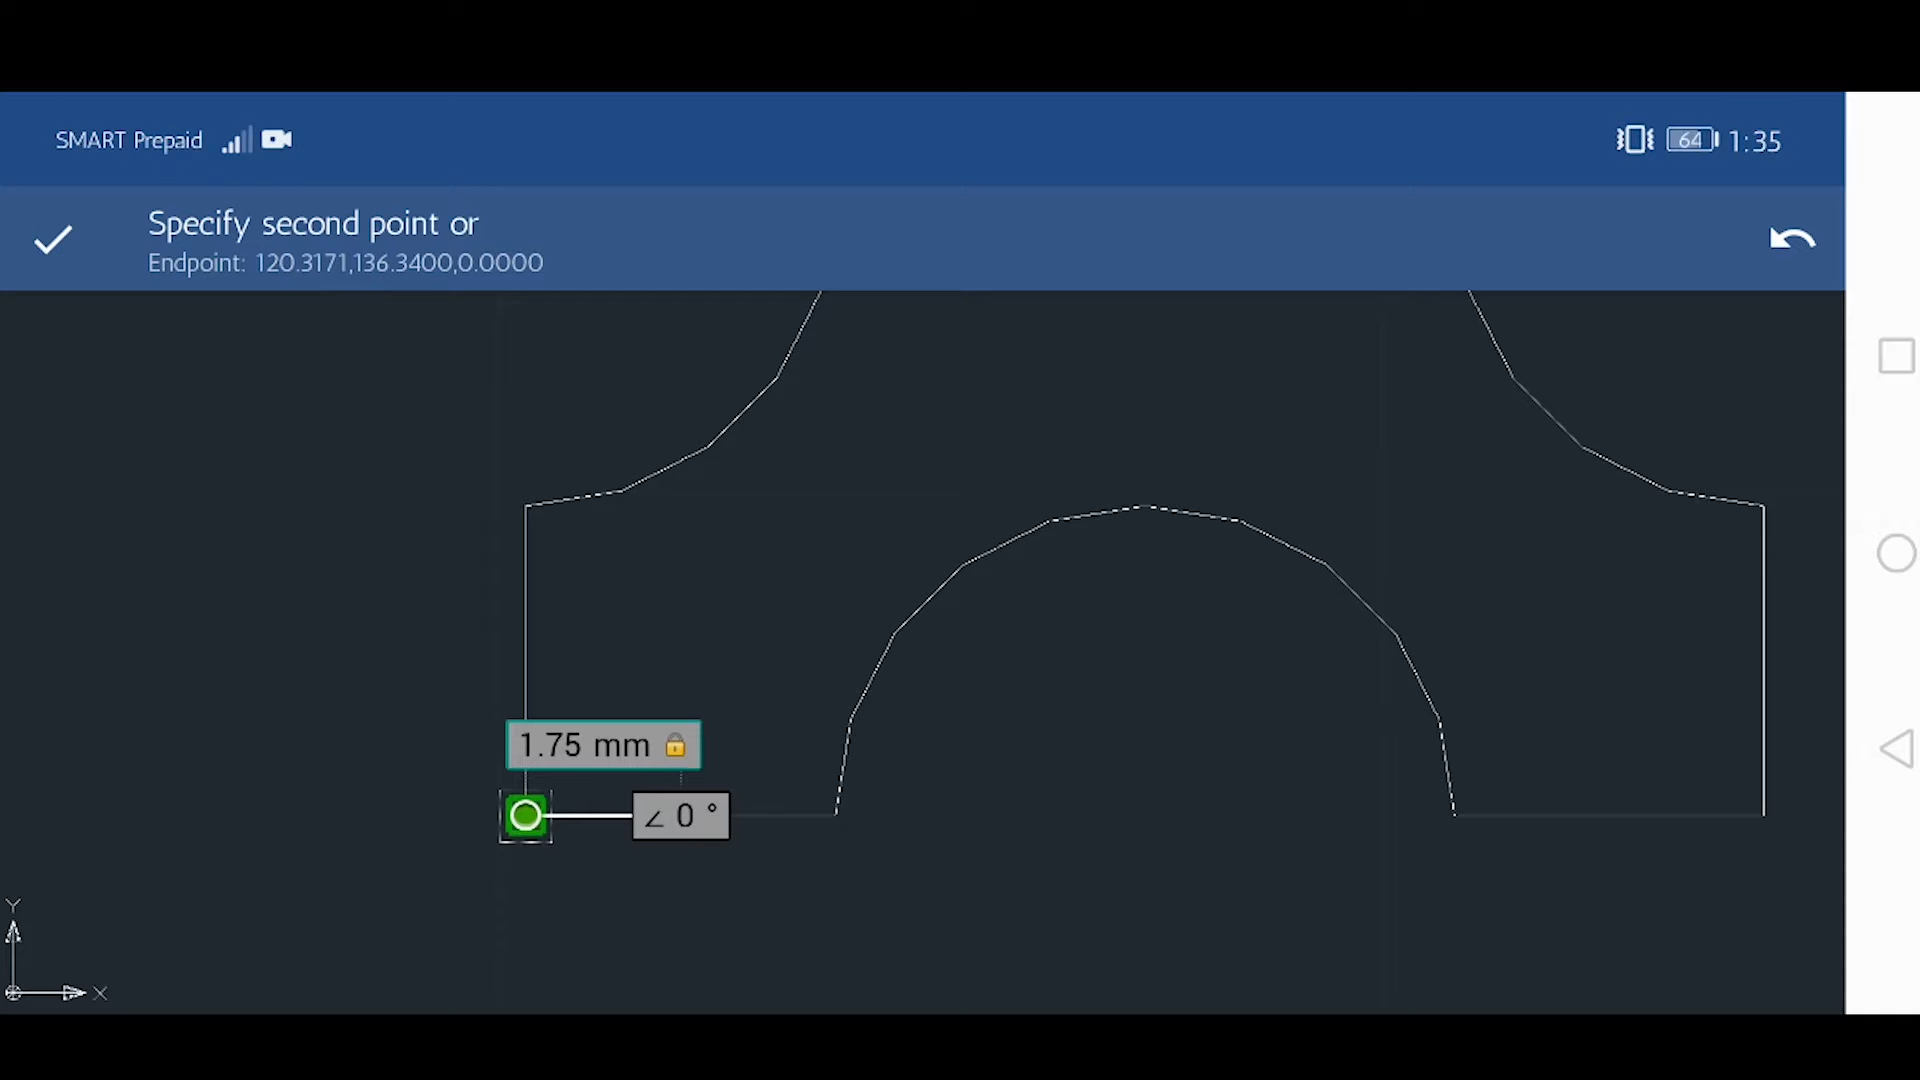 SMART Prepaid
64 1:35
Specify second point or
Endpoint: 120.3171,136.3400,0.0000
1.75 mm
∠ 0 °
Y
X